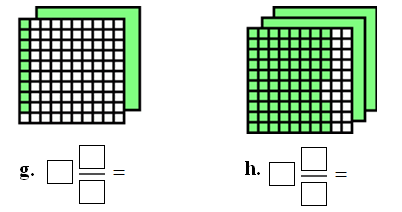 g. =
h. =